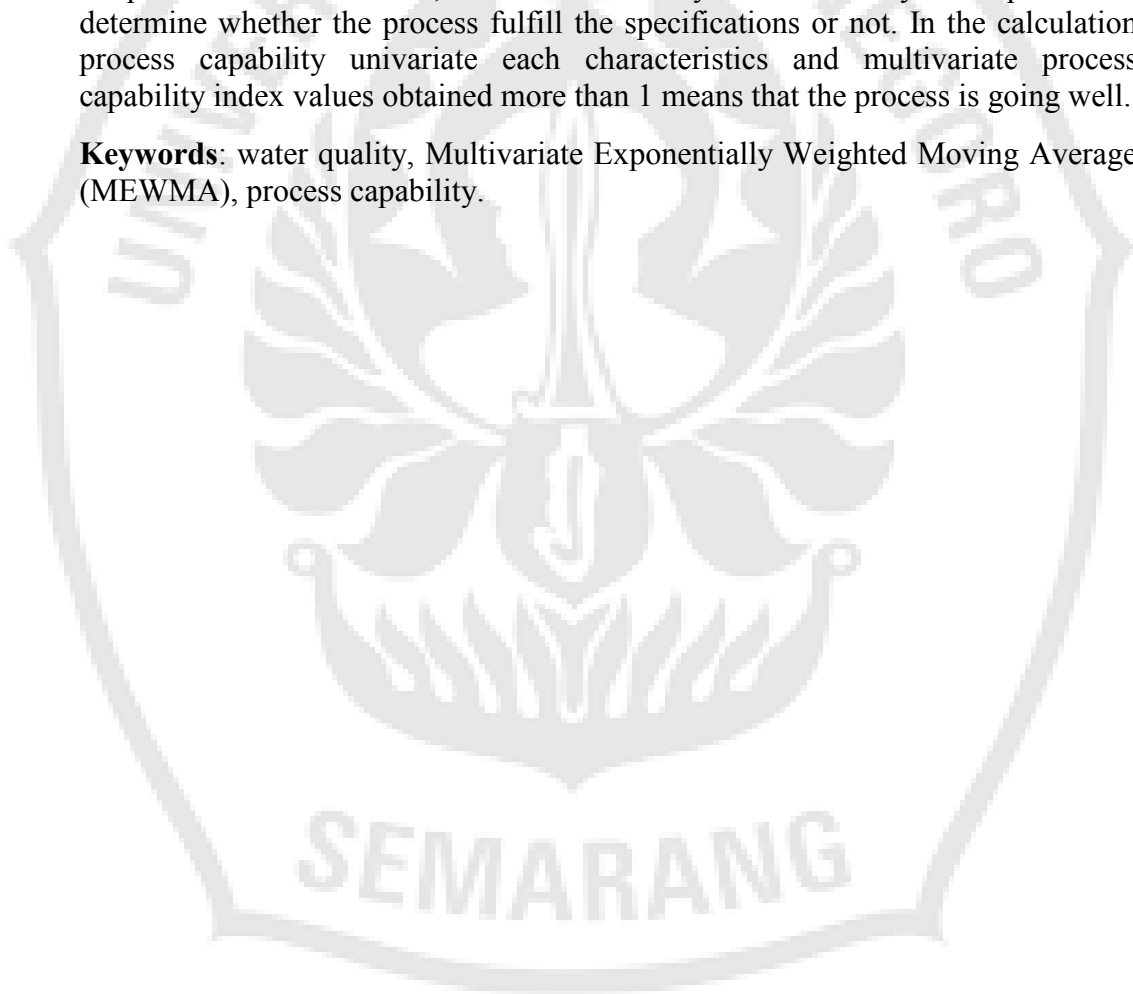 determine whether the process fulfill the specifications or not. In the calculation
process capability univariate each characteristics and multivariate process
capability index values obtained more than 1 means that the process is going well.
Keywords: water quality, Multivariate Exponentially Weighted Moving Average
(MEWMA), process capability.
SEMARANG